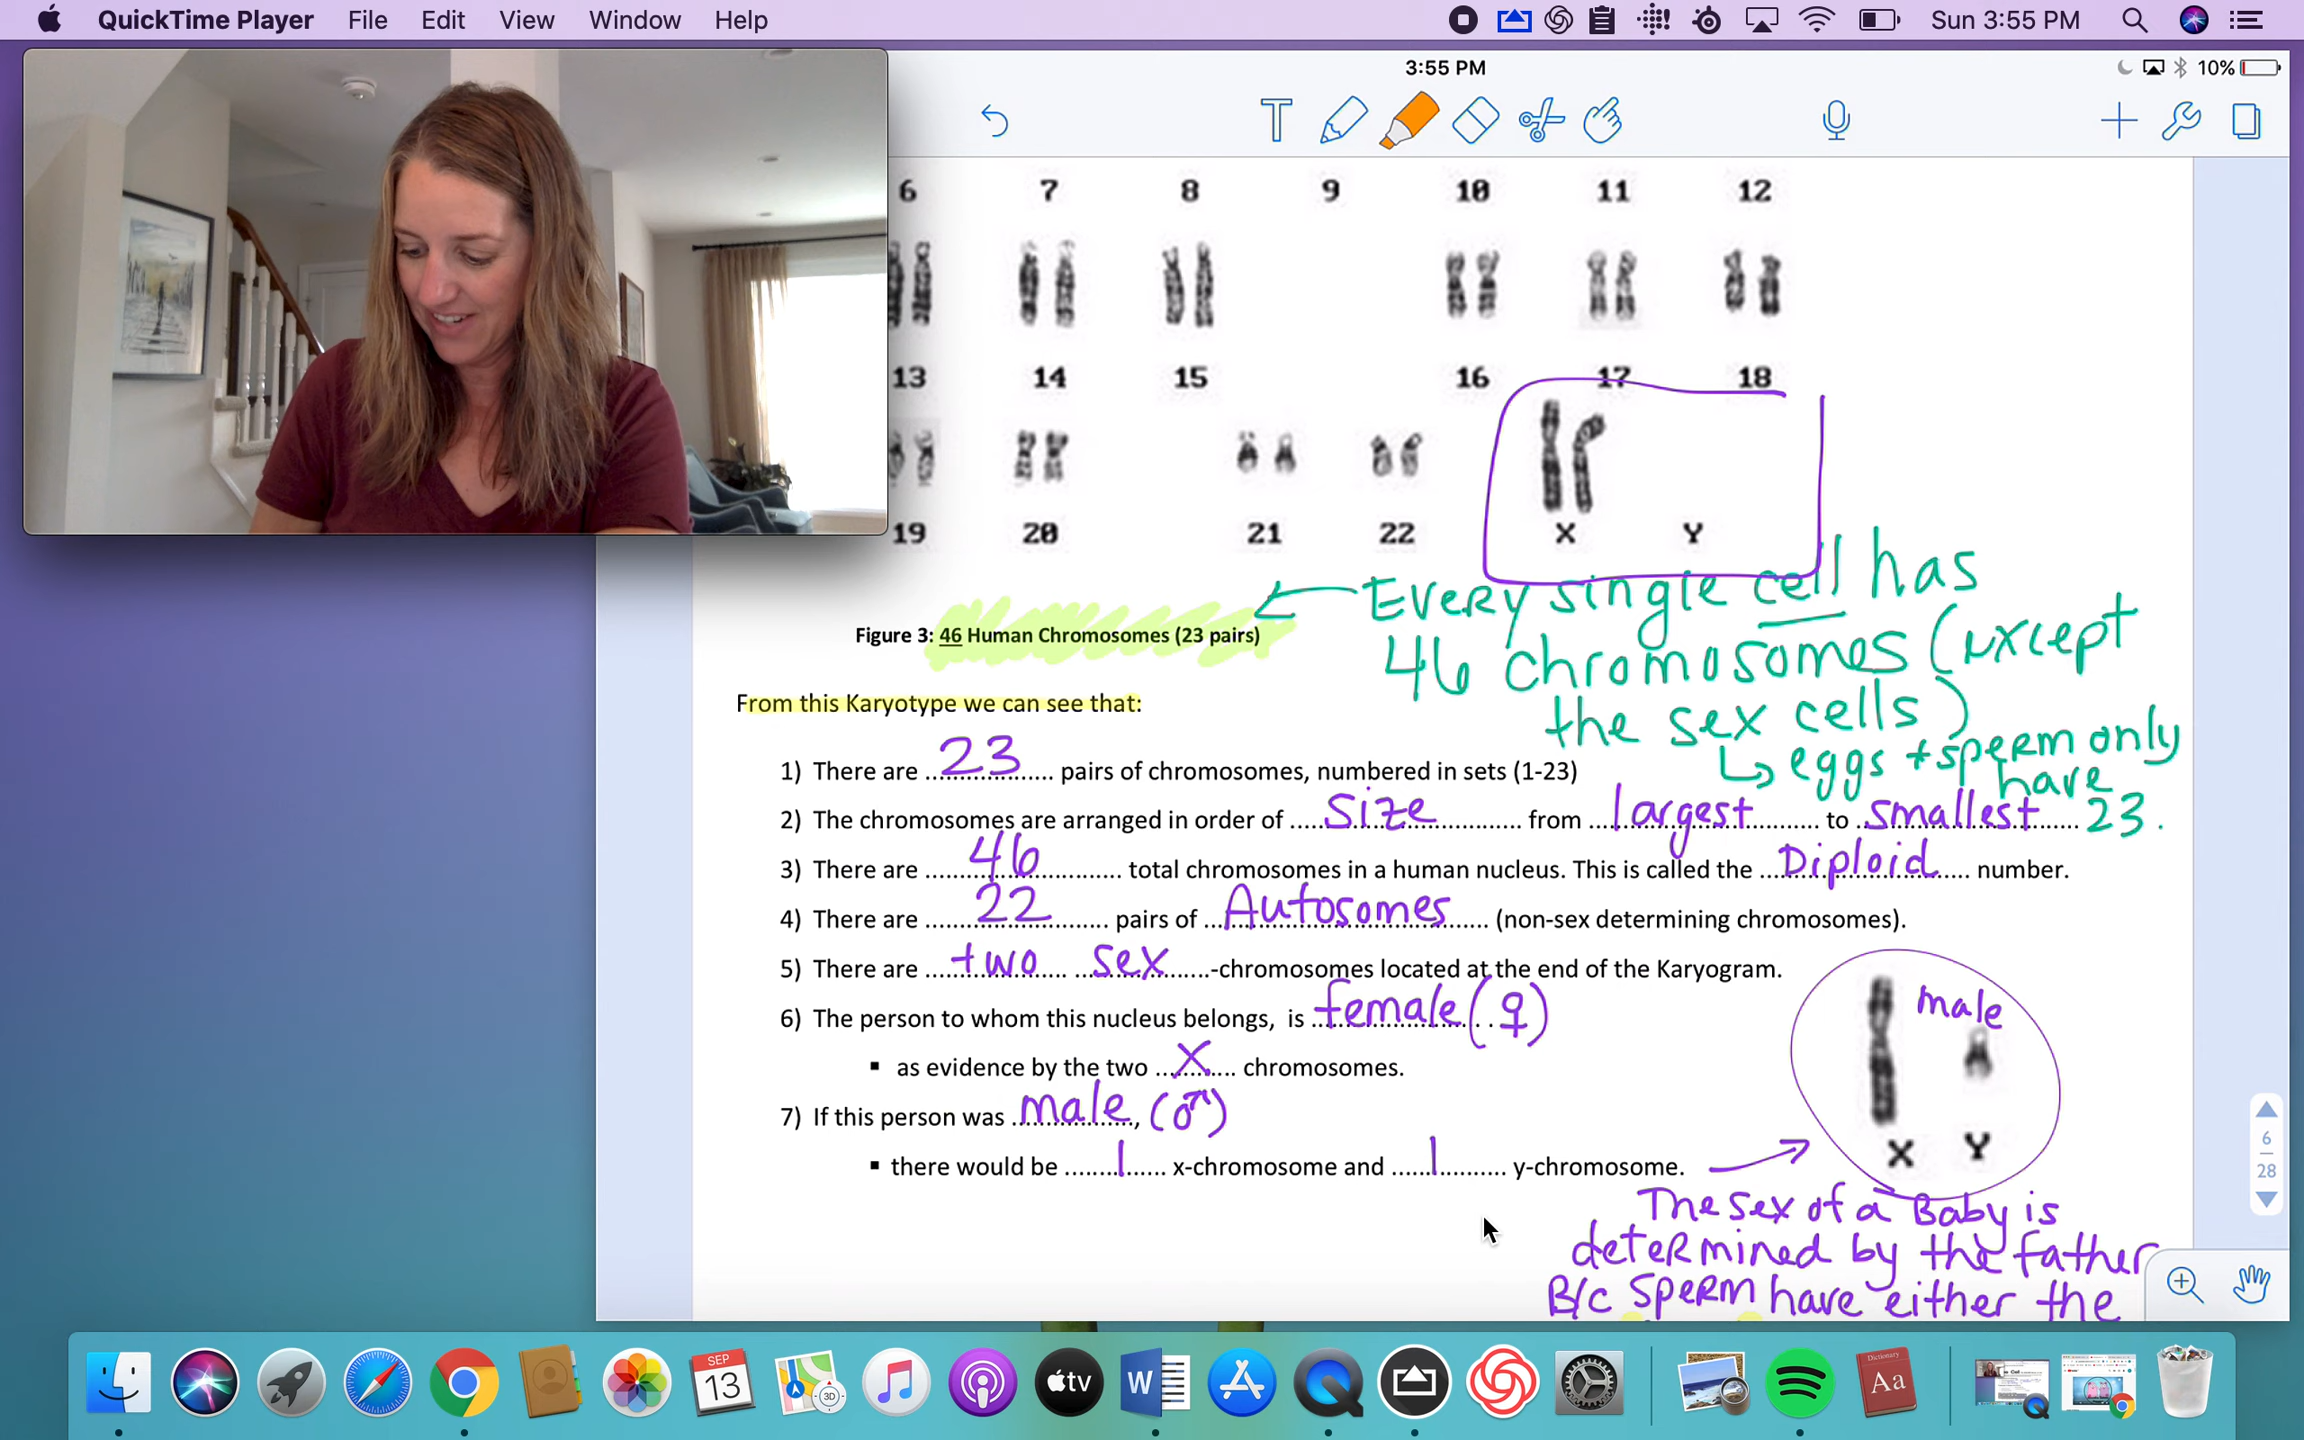 QuickTime Player File Edit View Window Help Sun 3:55 PM
3:55 PM 10%
T
6 7 8 9 10 11 12
13 14 15 16 17 18
19 20 21 22 X Y
Every single cell has
46 chromosomes (except
the sex cells)
↳ eggs + sperm only
have
23.
Figure 3: 46 Human Chromosomes (23 pairs)
From this Karyotype we can see that:
1) There are 23 pairs of chromosomes, numbered in sets (1-23)
2) The chromosomes are arranged in order of size from largest to smallest
3) There are 46 total chromosomes in a human nucleus. This is called the Diploid number.
4) There are 22 pairs of Autosomes (non-sex determining chromosomes).
5) There are two sex-chromosomes located at the end of the Karyogram.
6) The person to whom this nucleus belongs, is female (♀)
▪ as evidence by the two X chromosomes.
7) If this person was male, (♂)
▪ there would be 1 x-chromosome and 1 y-chromosome.
male
X Y
The sex of a Baby is
determined by the father
B/c sperm have either the
6
28
SEP
13
3D
tv
W
Dictionary
Aa